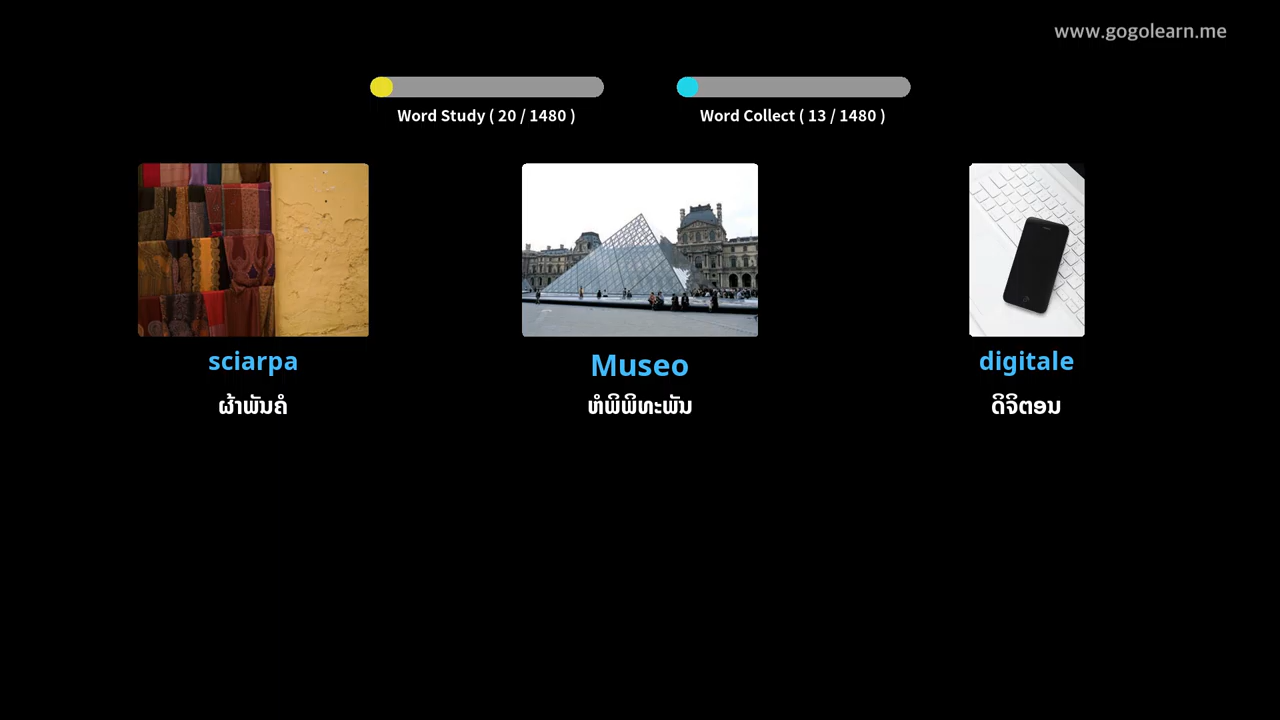 www.gogolearn.me
Word Study ( 20 / 1480 )
Word Collect ( 13 / 1480 )
sciarpa
Museo
digitale
ຜ້າພັນຄໍ
ຫໍພິພິທະພັນ
ດິຈິຕອນ